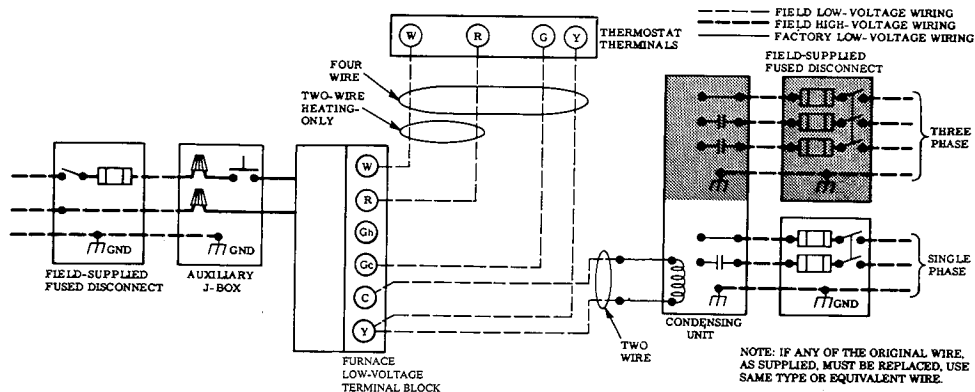 W
R
G
Y
THERMOSTAT
TERMINALS
FIELD LOW-VOLTAGE WIRING
FIELD HIGH-VOLTAGE WIRING
FACTORY LOW-VOLTAGE WIRING
FOUR
WIRE
TWO-WIRE
HEATING-
ONLY
FIELD-SUPPLIED
FUSED DISCONNECT
THREE
PHASE
W
R
Gh
Gc
C
Y
GND
GND
FIELD-SUPPLIED
FUSED DISCONNECT
AUXILIARY
J-BOX
FURNACE
LOW-VOLTAGE
TERMINAL BLOCK
TWO
WIRE
CONDENSING
UNIT
GND
SINGLE
PHASE
NOTE: IF ANY OF THE ORIGINAL WIRE,
AS SUPPLIED, MUST BE REPLACED, USE
SAME TYPE OR EQUIVALENT WIRE.